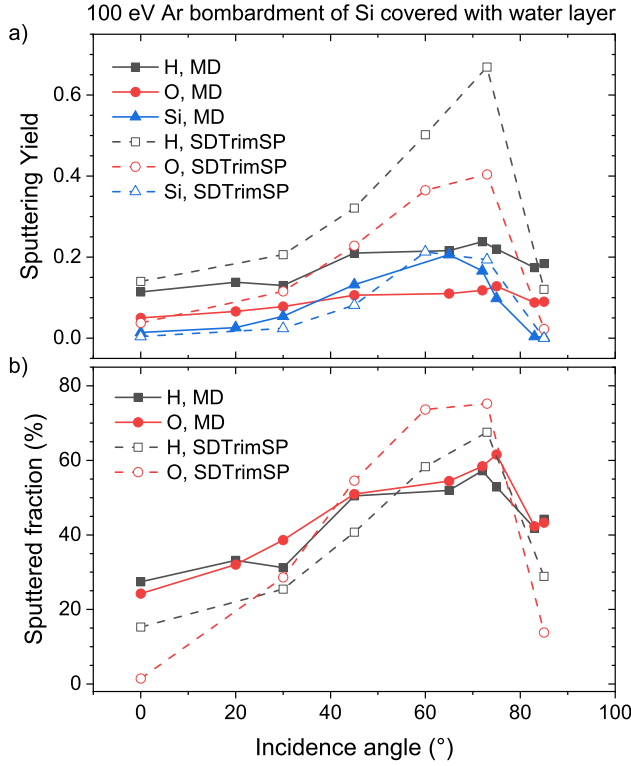 100 eV Ar bombardment of Si covered with water layer
a)
H, MD
O, MD
Si, MD
H, SDTrimSP
O, SDTrimSP
Si, SDTrimSP
Sputtering Yield
0.6
0.4
0.2
0.0
b)
H, MD
O, MD
H, SDTrimSP
O, SDTrimSP
Sputtered fraction (%)
80
60
40
20
0
0 20 40 60 80 100
Incidence angle (°)